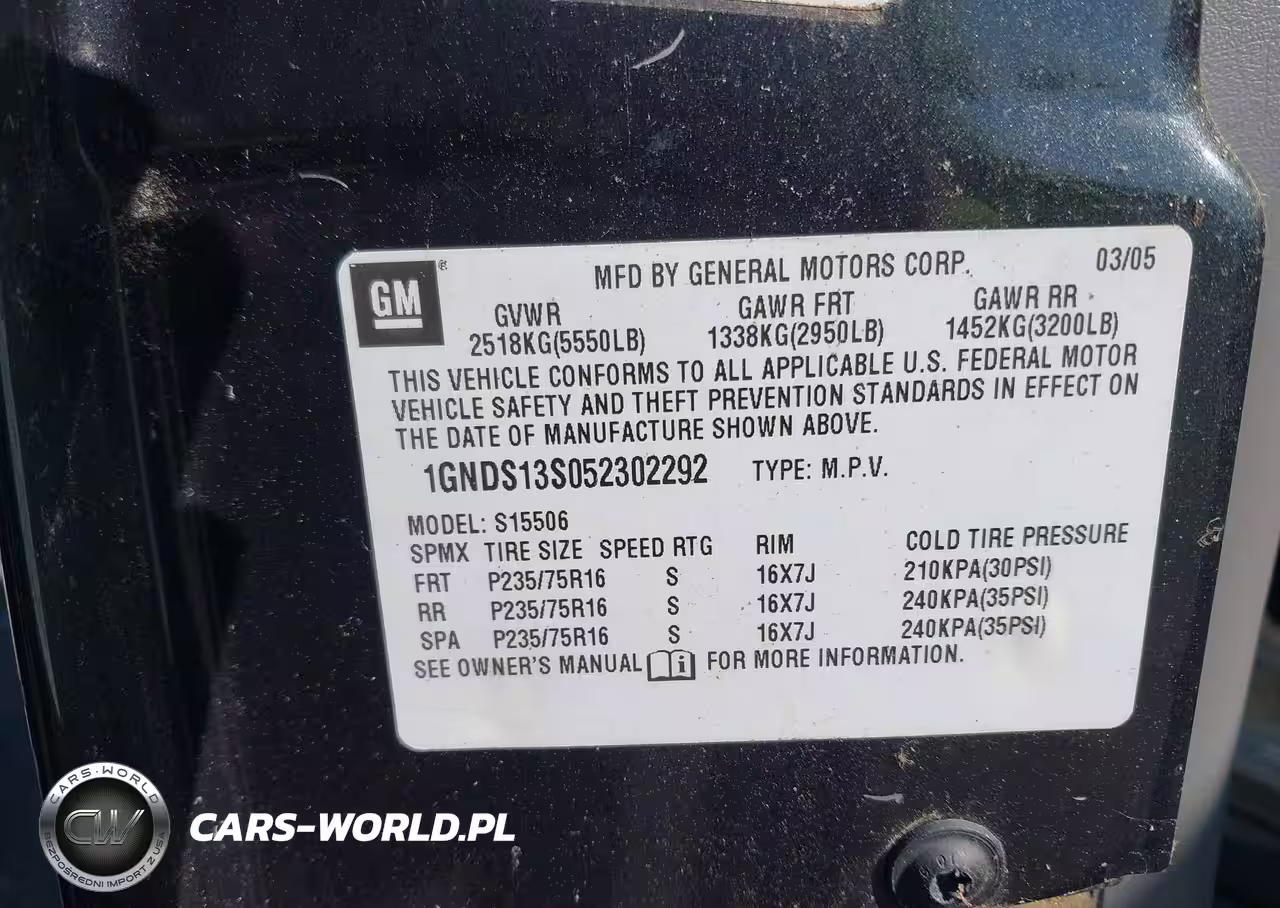 GM®
MFD BY GENERAL MOTORS CORP. 03/05
GVWR GAWR FRT GAWR RR
2518KG(5550LB) 1338KG(2950LB) 1452KG(3200LB)
THIS VEHICLE CONFORMS TO ALL APPLICABLE U.S. FEDERAL MOTOR
VEHICLE SAFETY AND THEFT PREVENTION STANDARDS IN EFFECT ON
THE DATE OF MANUFACTURE SHOWN ABOVE.
1GNDS13S052302292 TYPE: M.P.V.
MODEL: S15506
SPMX TIRE SIZE SPEED RTG RIM COLD TIRE PRESSURE
FRT P235/75R16 S 16X7J 210KPA(30PSI)
RR P235/75R16 S 16X7J 240KPA(35PSI)
SPA P235/75R16 S 16X7J 240KPA(35PSI)
SEE OWNER'S MANUAL FOR MORE INFORMATION.
CARS-WORLD
CW
BEZPOŚREDNI IMPORT Z USA
CARS-WORLD.PL